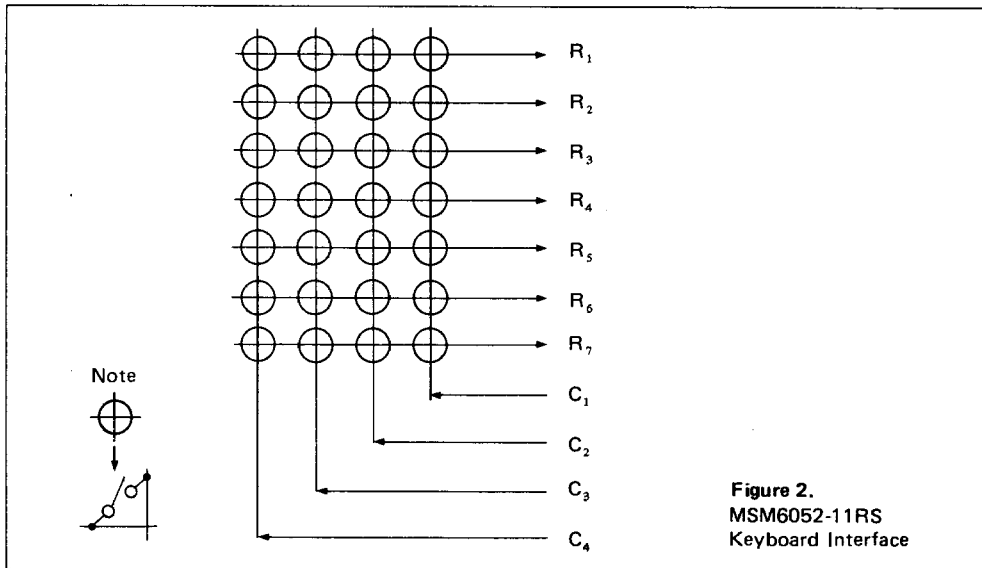 R₁
R₂
R₃
R₄
R₅
R₆
R₇
Note
C₁
C₂
C₃
C₄
Figure 2.
MSM6052-11RS
Keyboard Interface